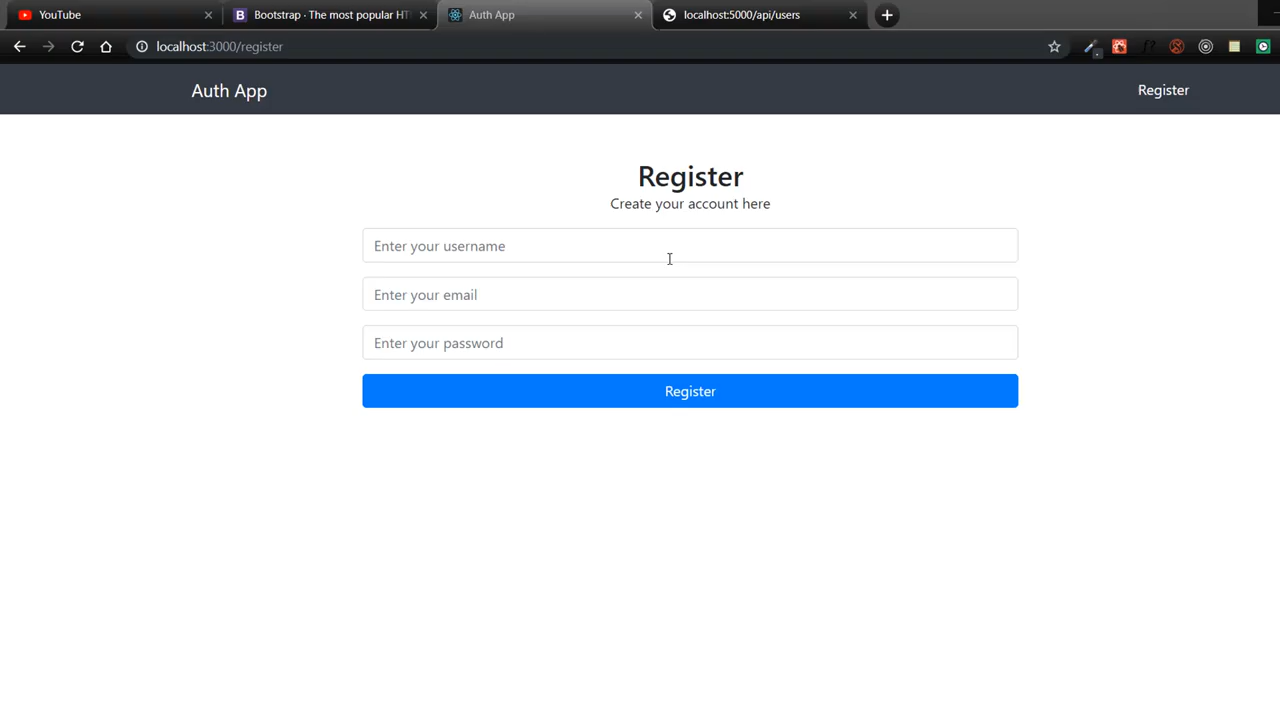 YouTube
Bootstrap · The most popular HT
Auth App
localhost:5000/api/users
localhost:3000/register
Auth App
Register
Register
Create your account here
Enter your username
Enter your email
Enter your password
Register